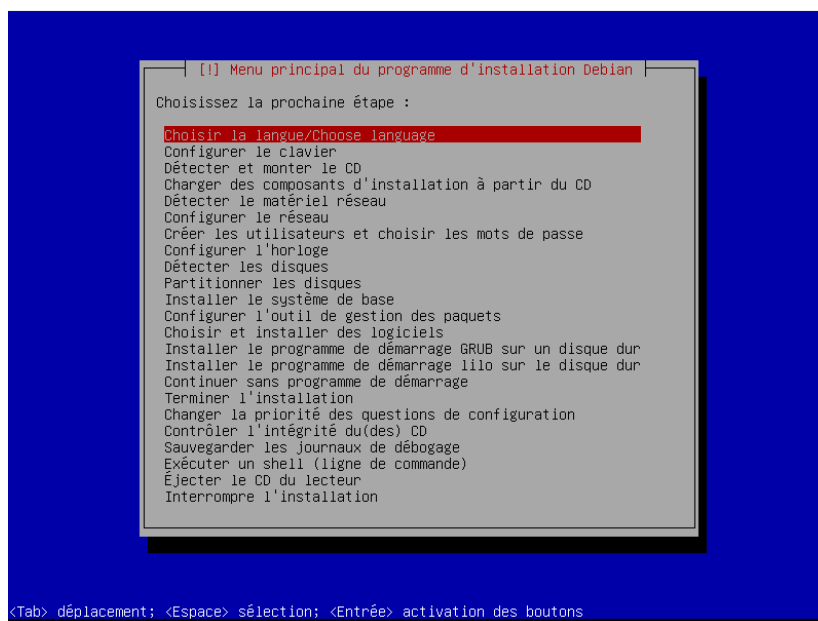 [!] Menu principal du programme d'installation Debian
Choisissez la prochaine étape :
Choisir la langue/Choose language
Configurer le clavier
Détecter et monter le CD
Charger des composants d'installation à partir du CD
Détecter le matériel réseau
Configurer le réseau
Créer les utilisateurs et choisir les mots de passe
Configurer l'horloge
Détecter les disques
Partitionner les disques
Installer le système de base
Configurer l'outil de gestion des paquets
Choisir et installer des logiciels
Installer le programme de démarrage GRUB sur un disque dur
Installer le programme de démarrage lilo sur le disque dur
Continuer sans programme de démarrage
Terminer l'installation
Changer la priorité des questions de configuration
Contrôler l'intégrité du(des) CD
Sauvegarder les journaux de débogage
Exécuter un shell (ligne de commande)
Éjecter le CD du lecteur
Interrompre l'installation
<Tab> déplacement; <Espace> sélection; <Entrée> activation des boutons